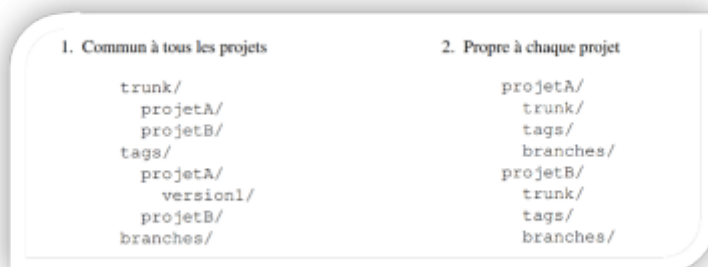 1. Commun à tous les projets
trunk/
projetA/
projetB/
tags/
projetA/
version1/
projetB/
branches/
2. Propre à chaque projet
projetA/
trunk/
tags/
branches/
projetB/
trunk/
tags/
branches/